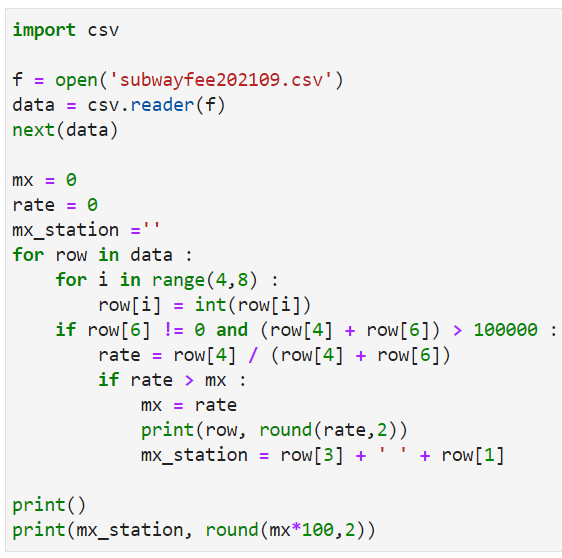 import csv

f = open('subwayfee202109.csv')
data = csv.reader(f)
next(data)

mx = 0
rate = 0
mx_station =''
for row in data :
    for i in range(4,8) :
        row[i] = int(row[i])
    if row[6] != 0 and (row[4] + row[6]) > 100000 :
        rate = row[4] / (row[4] + row[6])
        if rate > mx :
            mx = rate
            print(row, round(rate,2))
            mx_station = row[3] + ' ' + row[1]

print()
print(mx_station, round(mx*100,2))